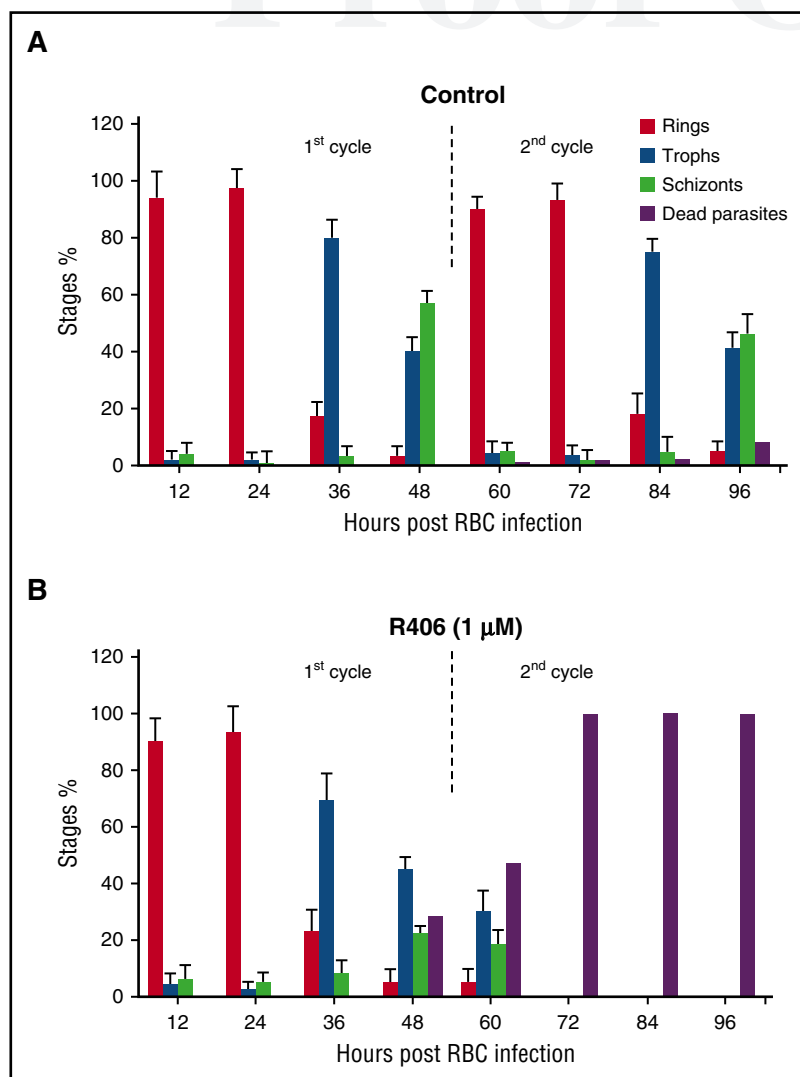 Proof C
A
Control
120
100
80
60
40
20
0
Stages %
1st cycle
2nd cycle
Rings
Trophs
Schizonts
Dead parasites
12 24 36 48 60 72 84 96
Hours post RBC infection
B
R406 (1 μM)
120
100
80
60
40
20
0
Stages %
1st cycle
2nd cycle
12 24 36 48 60 72 84 96
Hours post RBC infection